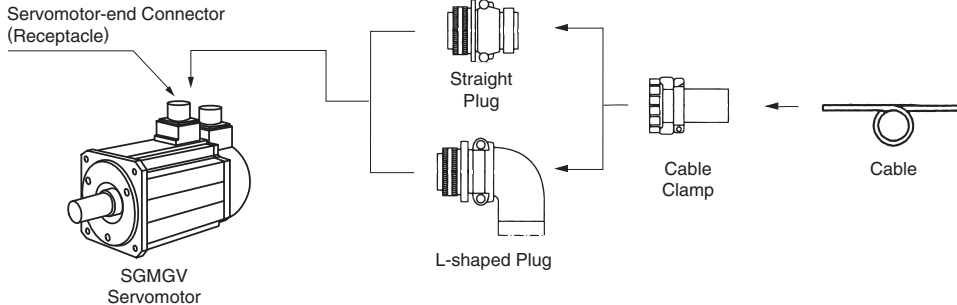 Servomotor-end Connector
(Receptacle)
Straight
Plug
Cable
Clamp
Cable
L-shaped Plug
SGMGV
Servomotor